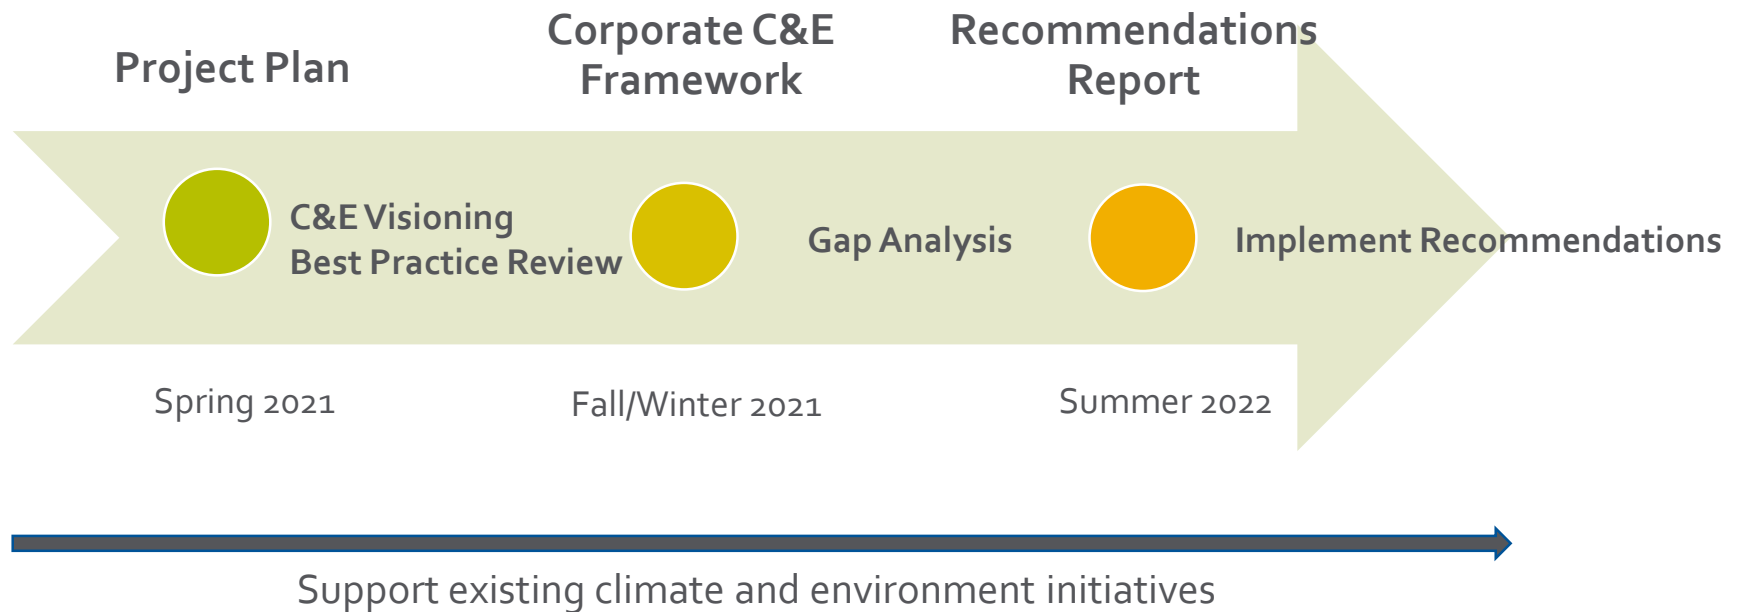 Project Plan
Corporate C&E
Framework
Recommendations
Report
C&E Visioning
Best Practice Review
Gap Analysis
Implement Recommendations
Spring 2021
Fall/Winter 2021
Summer 2022
Support existing climate and environment initiatives